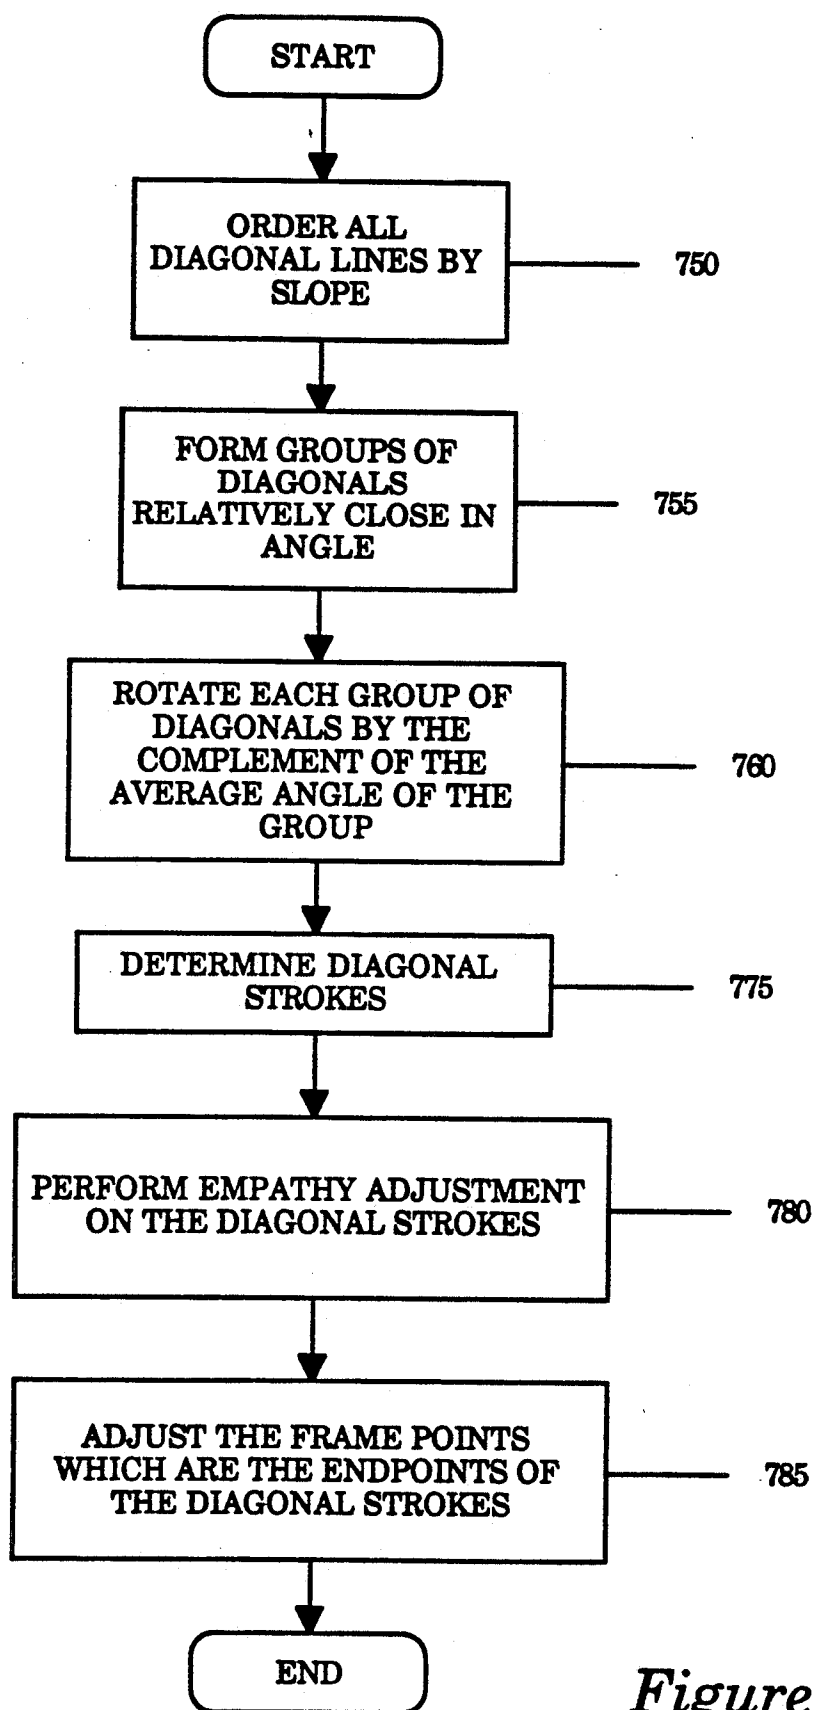 START
ORDER ALL
DIAGONAL LINES BY
SLOPE
750
FORM GROUPS OF
DIAGONALS
RELATIVELY CLOSE IN
ANGLE
755
ROTATE EACH GROUP OF
DIAGONALS BY THE
COMPLEMENT OF THE
AVERAGE ANGLE OF THE
GROUP
760
DETERMINE DIAGONAL
STROKES
775
PERFORM EMPATHY ADJUSTMENT
ON THE DIAGONAL STROKES
780
ADJUST THE FRAME POINTS
WHICH ARE THE ENDPOINTS OF
THE DIAGONAL STROKES
785
END
Figure